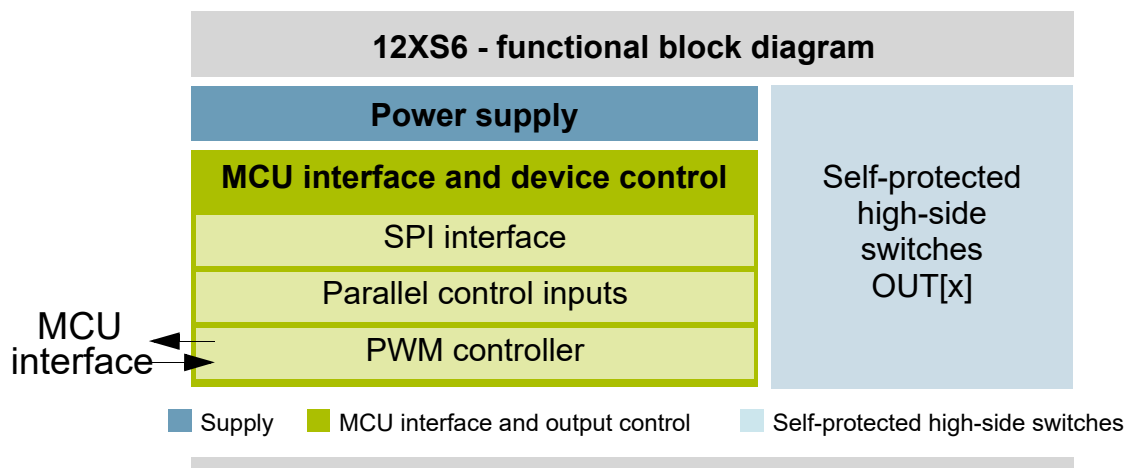 12XS6 - functional block diagram
Power supply
MCU interface and device control
SPI interface
Parallel control inputs
PWM controller
Self-protected
high-side
switches
OUT[x]
MCU
interface
Supply
MCU interface and output control
Self-protected high-side switches